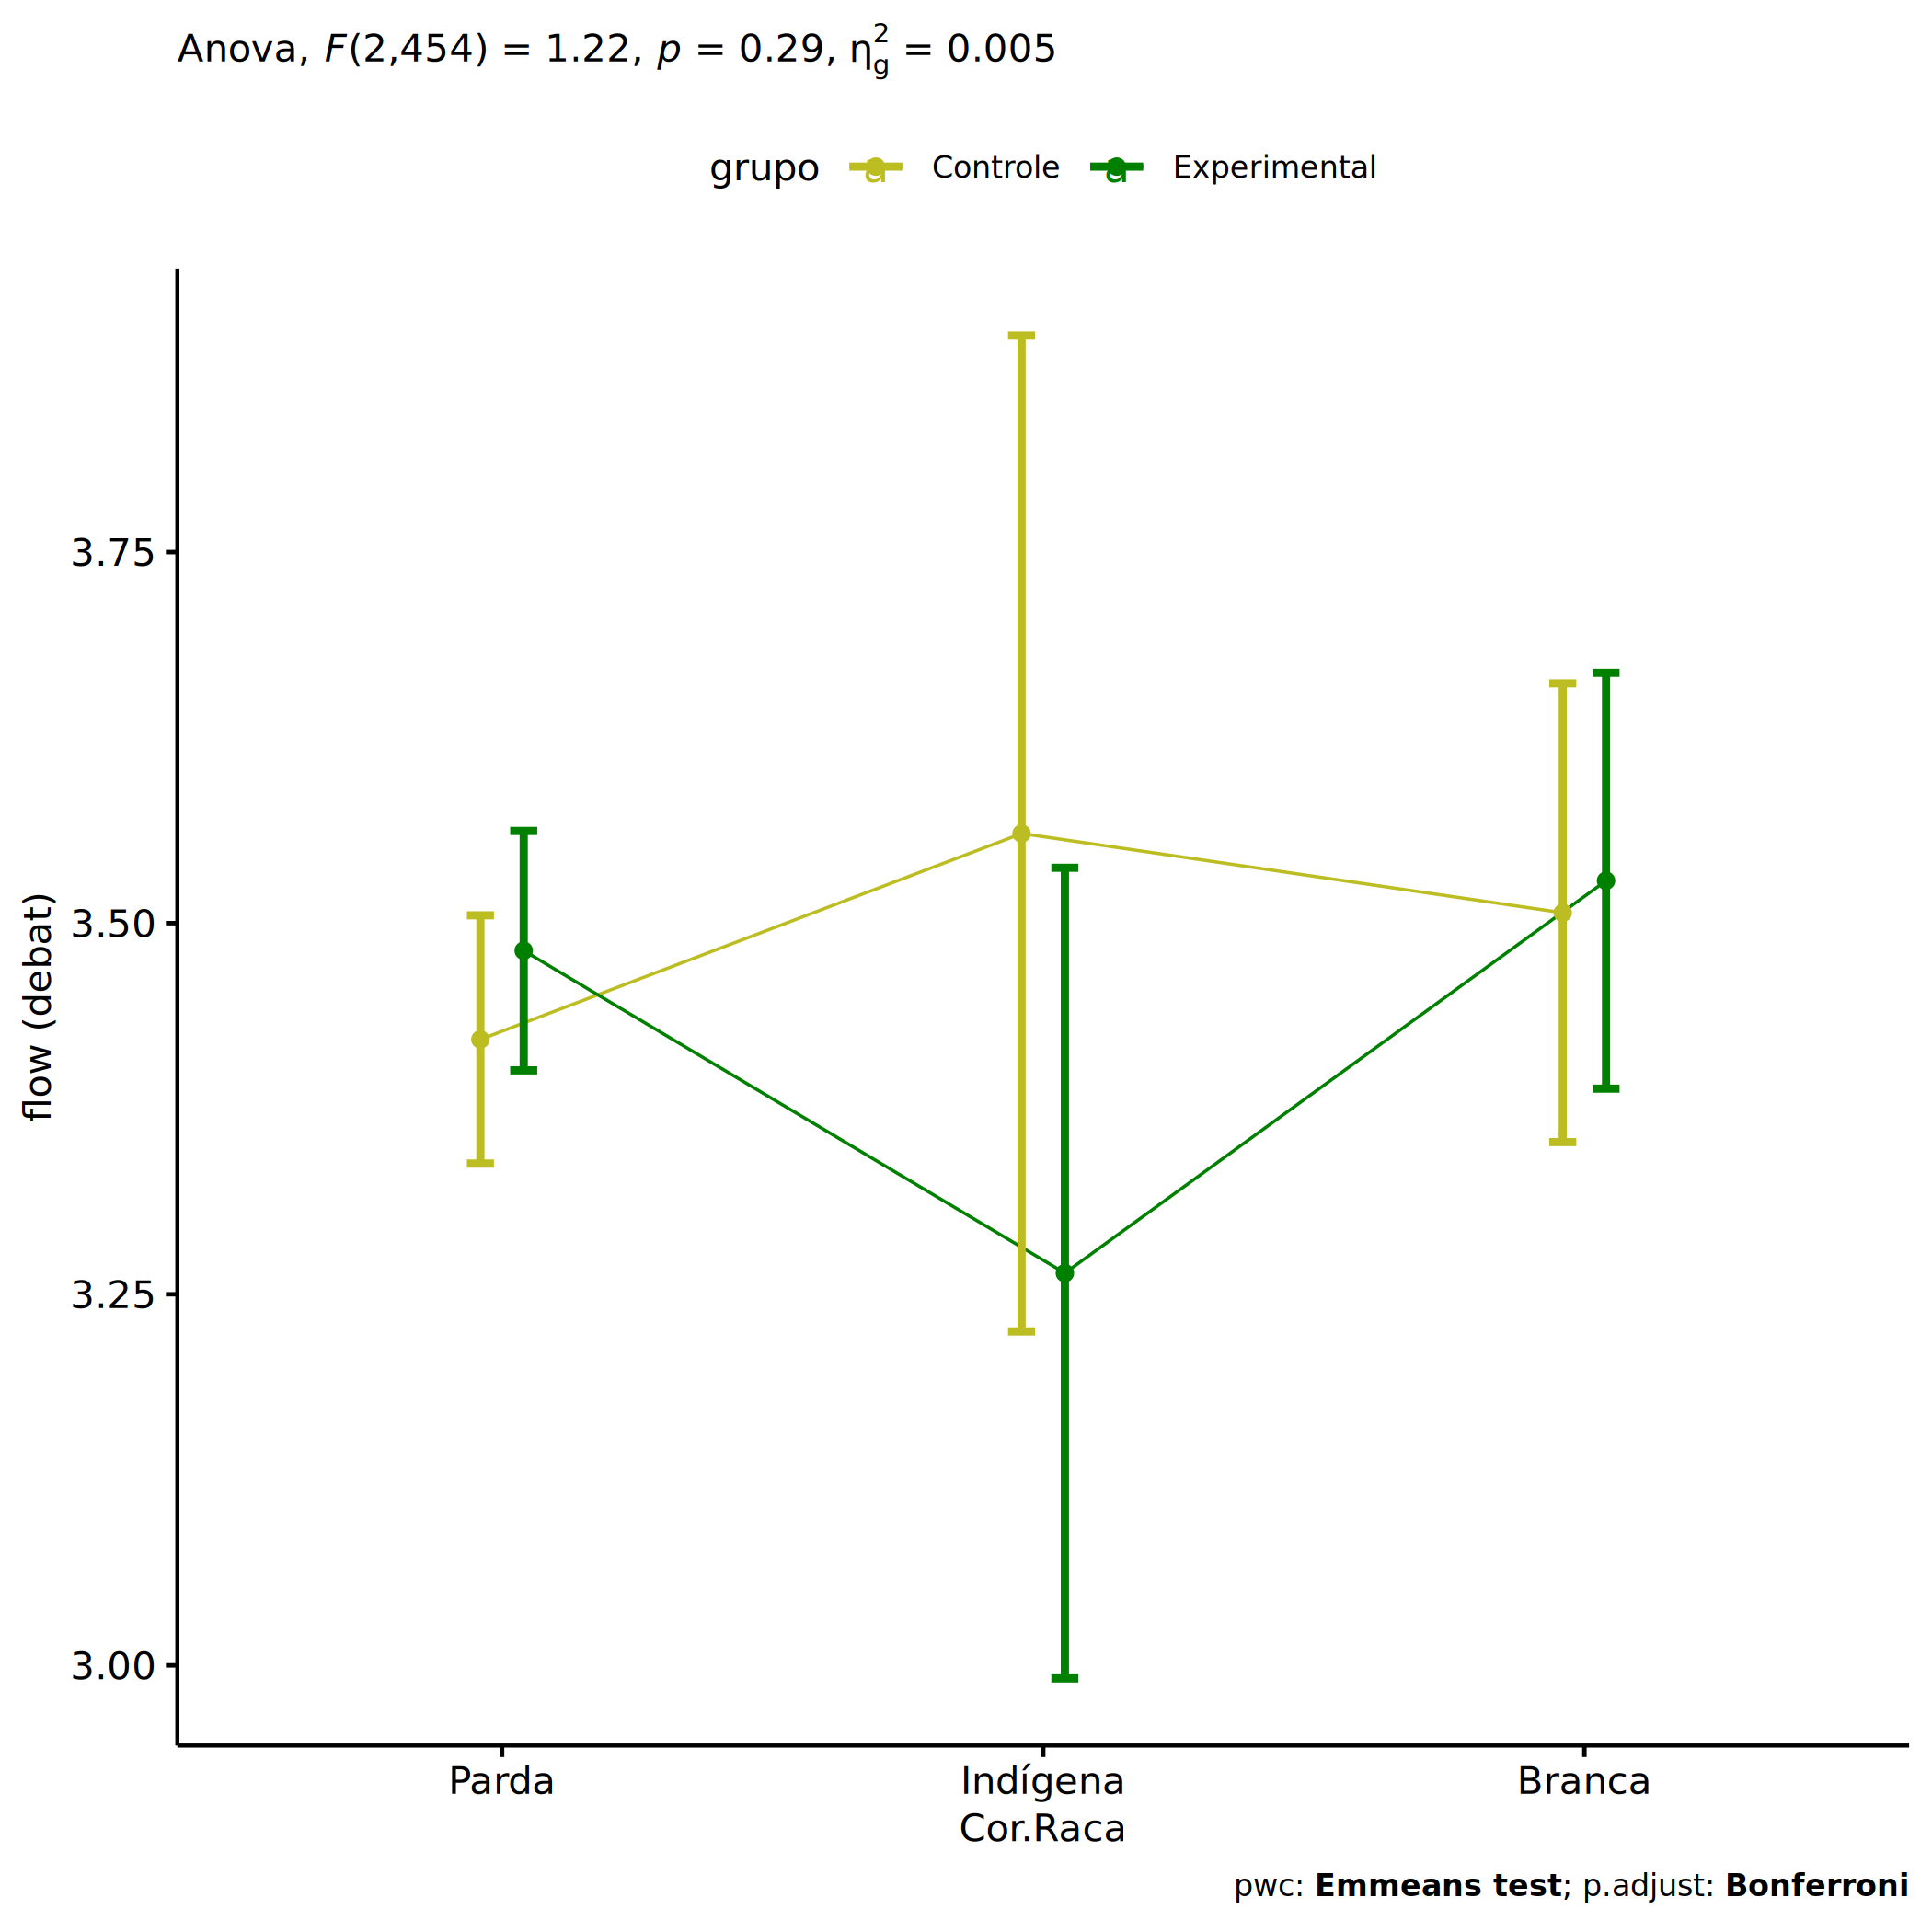 Anova, F(2,454) = 1.22, p = 0.29, η²g = 0.005
grupo a Controle a Experimental
flow (debat)
3.75
3.50
3.25
3.00
Parda Indígena Branca
Cor.Raca
pwc: Emmeans test; p.adjust: Bonferroni